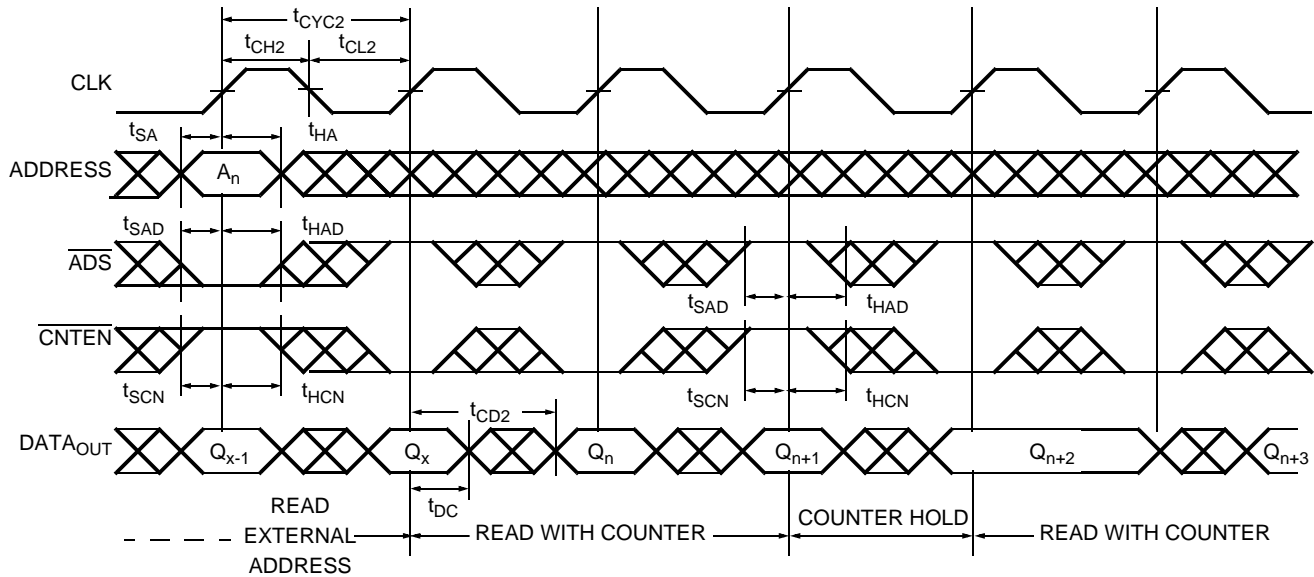 tCYC2
tCH2 tCL2
CLK
tSA tHA
ADDRESS An
tSAD tHAD
ADS
tSAD tHAD
CNTEN
tSCN tHCN tSCN tHCN
tCD2
DATAOUT Qx-1 Qx Qn Qn+1 Qn+2 Qn+3
tDC
READ
EXTERNAL
ADDRESS
READ WITH COUNTER COUNTER HOLD READ WITH COUNTER